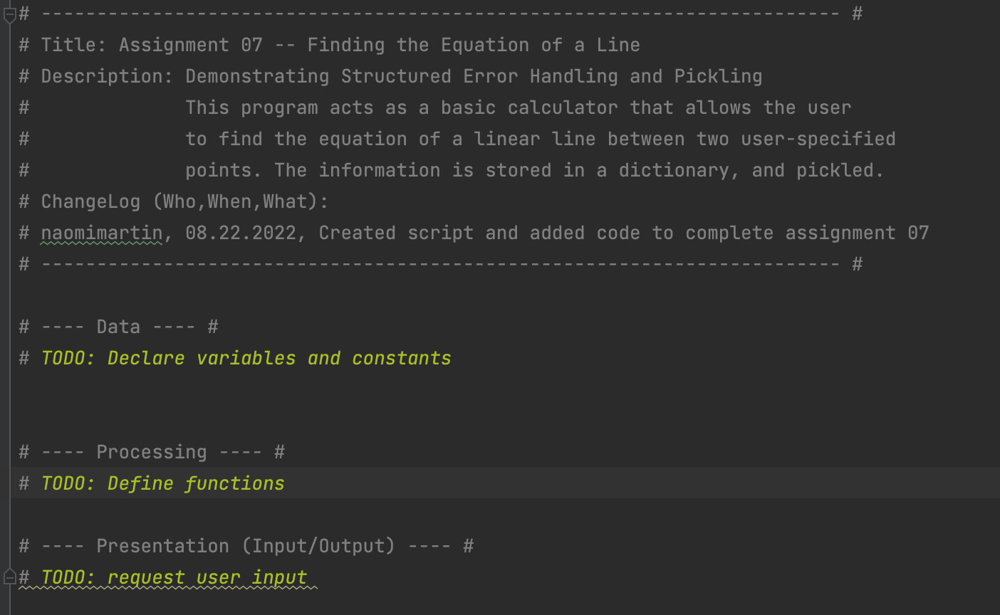 # ------------------------------------------------------------------------ #
# Title: Assignment 07 -- Finding the Equation of a Line
# Description: Demonstrating Structured Error Handling and Pickling
#              This program acts as a basic calculator that allows the user
#              to find the equation of a linear line between two user-specified
#              points. The information is stored in a dictionary, and pickled.
# ChangeLog (Who,When,What):
# naomimartin, 08.22.2022, Created script and added code to complete assignment 07
# ------------------------------------------------------------------------ #
# ---- Data ---- #
# TODO: Declare variables and constants
# ---- Processing ---- #
# TODO: Define functions
# ---- Presentation (Input/Output) ---- #
# TODO: request user input